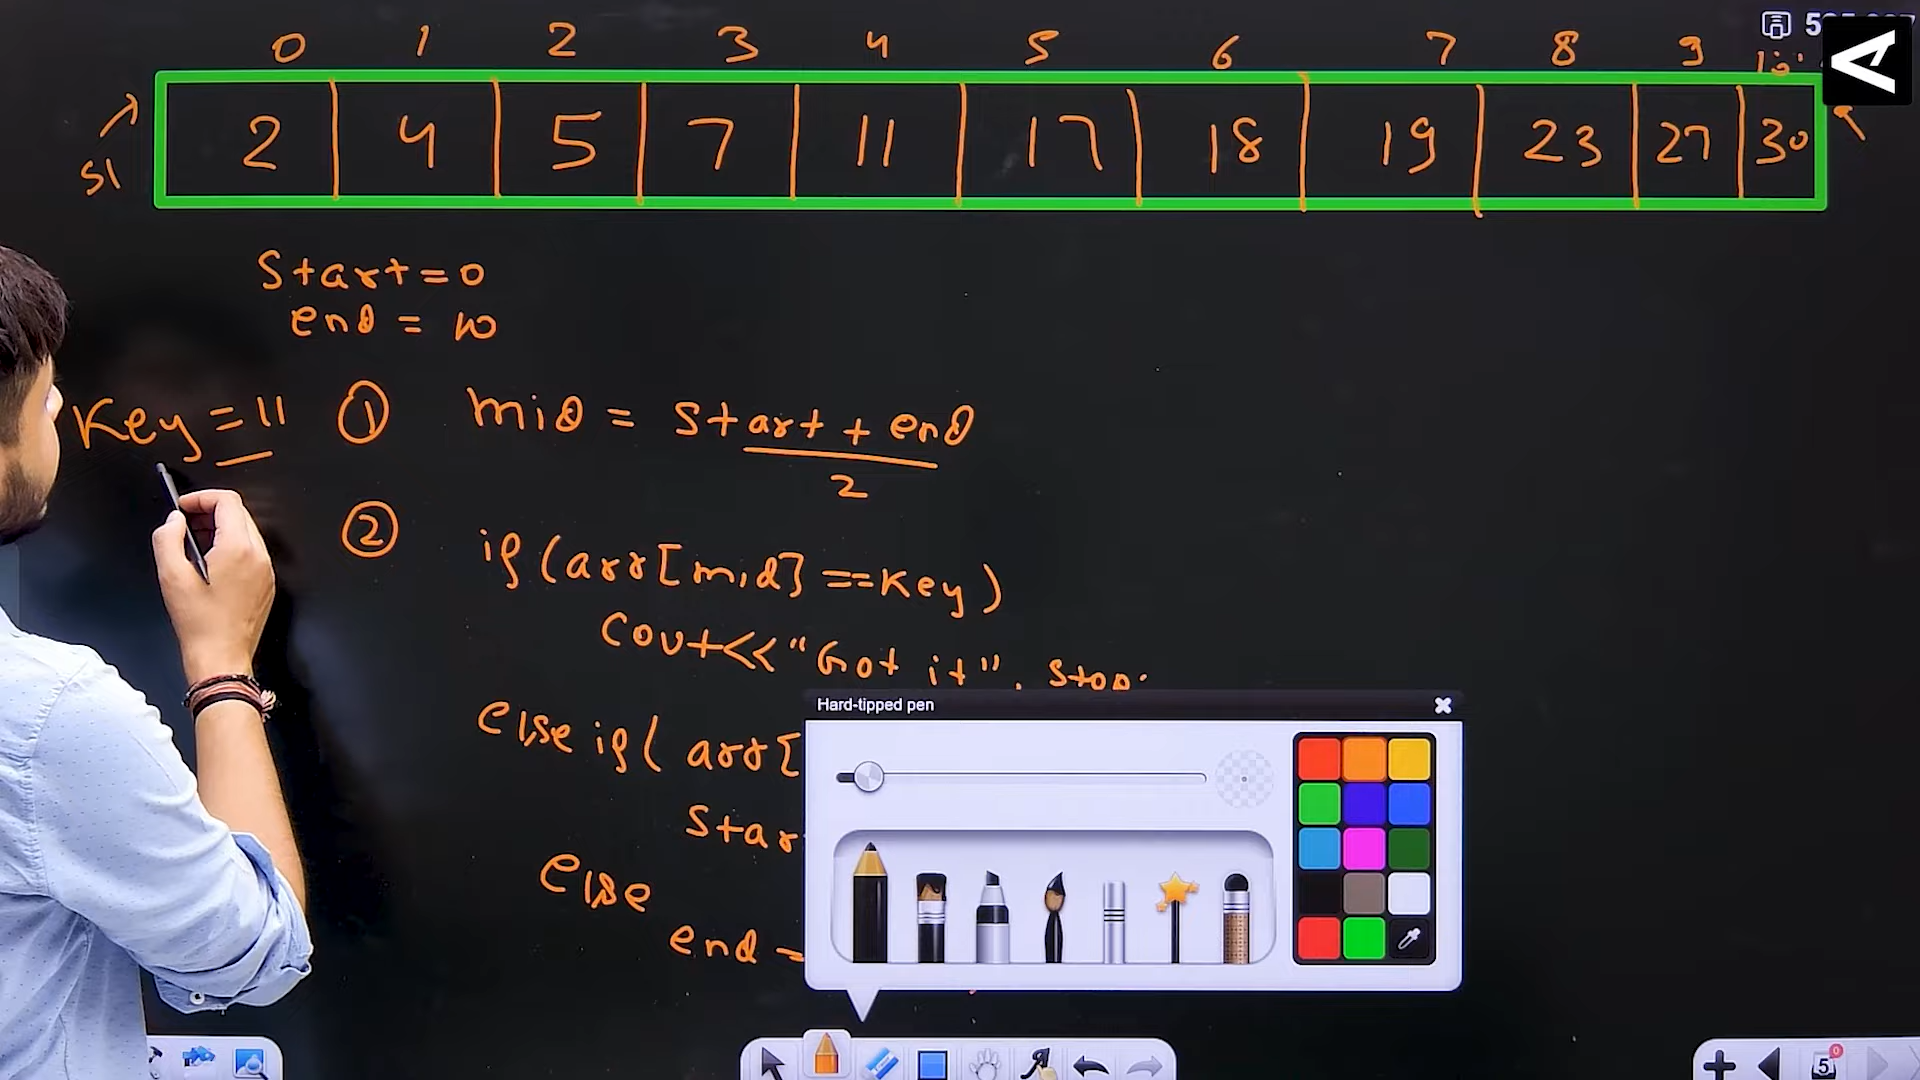 0 1 2 3 4 5 6 7 8 9 10
2 4 5 7 11 17 18 19 23 27 30
Start = 0
end = 10
Key = 11 ① mid = start + end
2
② if (arr[mid] == Key)
cout<<"Got it", stop;
Hard-tipped pen
else if ( arr[
Star
else
end =
5
0